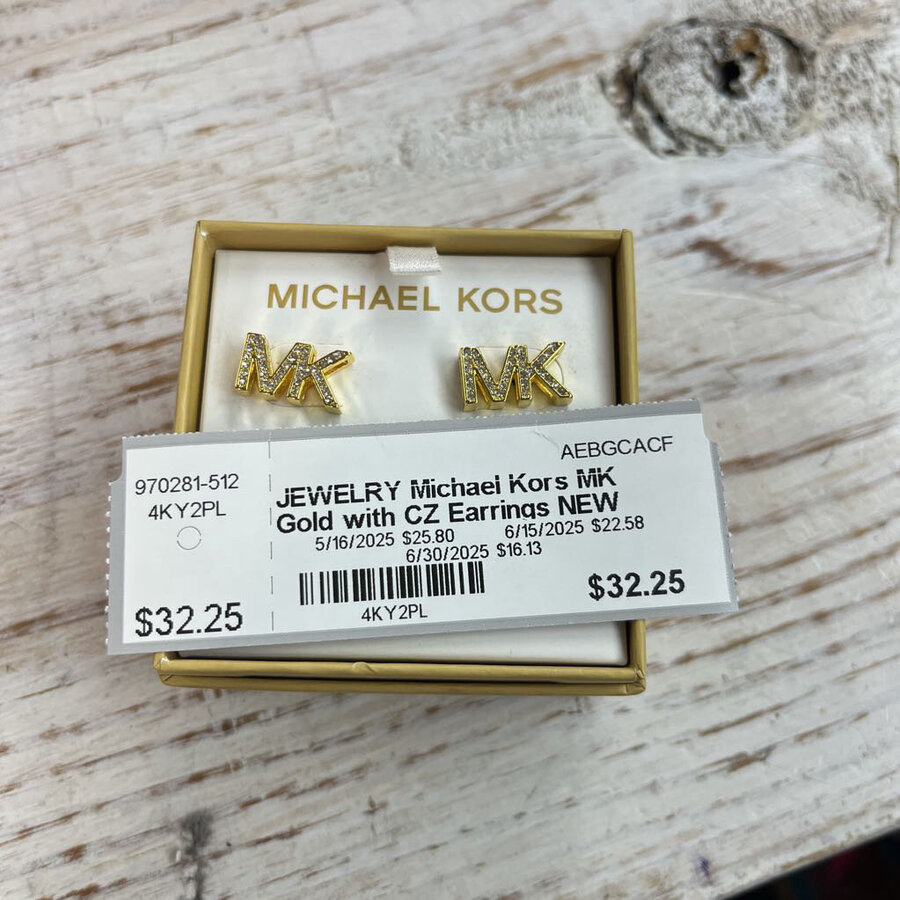 MICHAEL KORS
MK
MK
970281-512
4KY2PL
$32.25
AEBGCACF
JEWELRY Michael Kors MK
Gold with CZ Earrings NEW
5/16/2025 $25.80 6/15/2025 $22.58
6/30/2025 $16.13
4KY2PL
$32.25